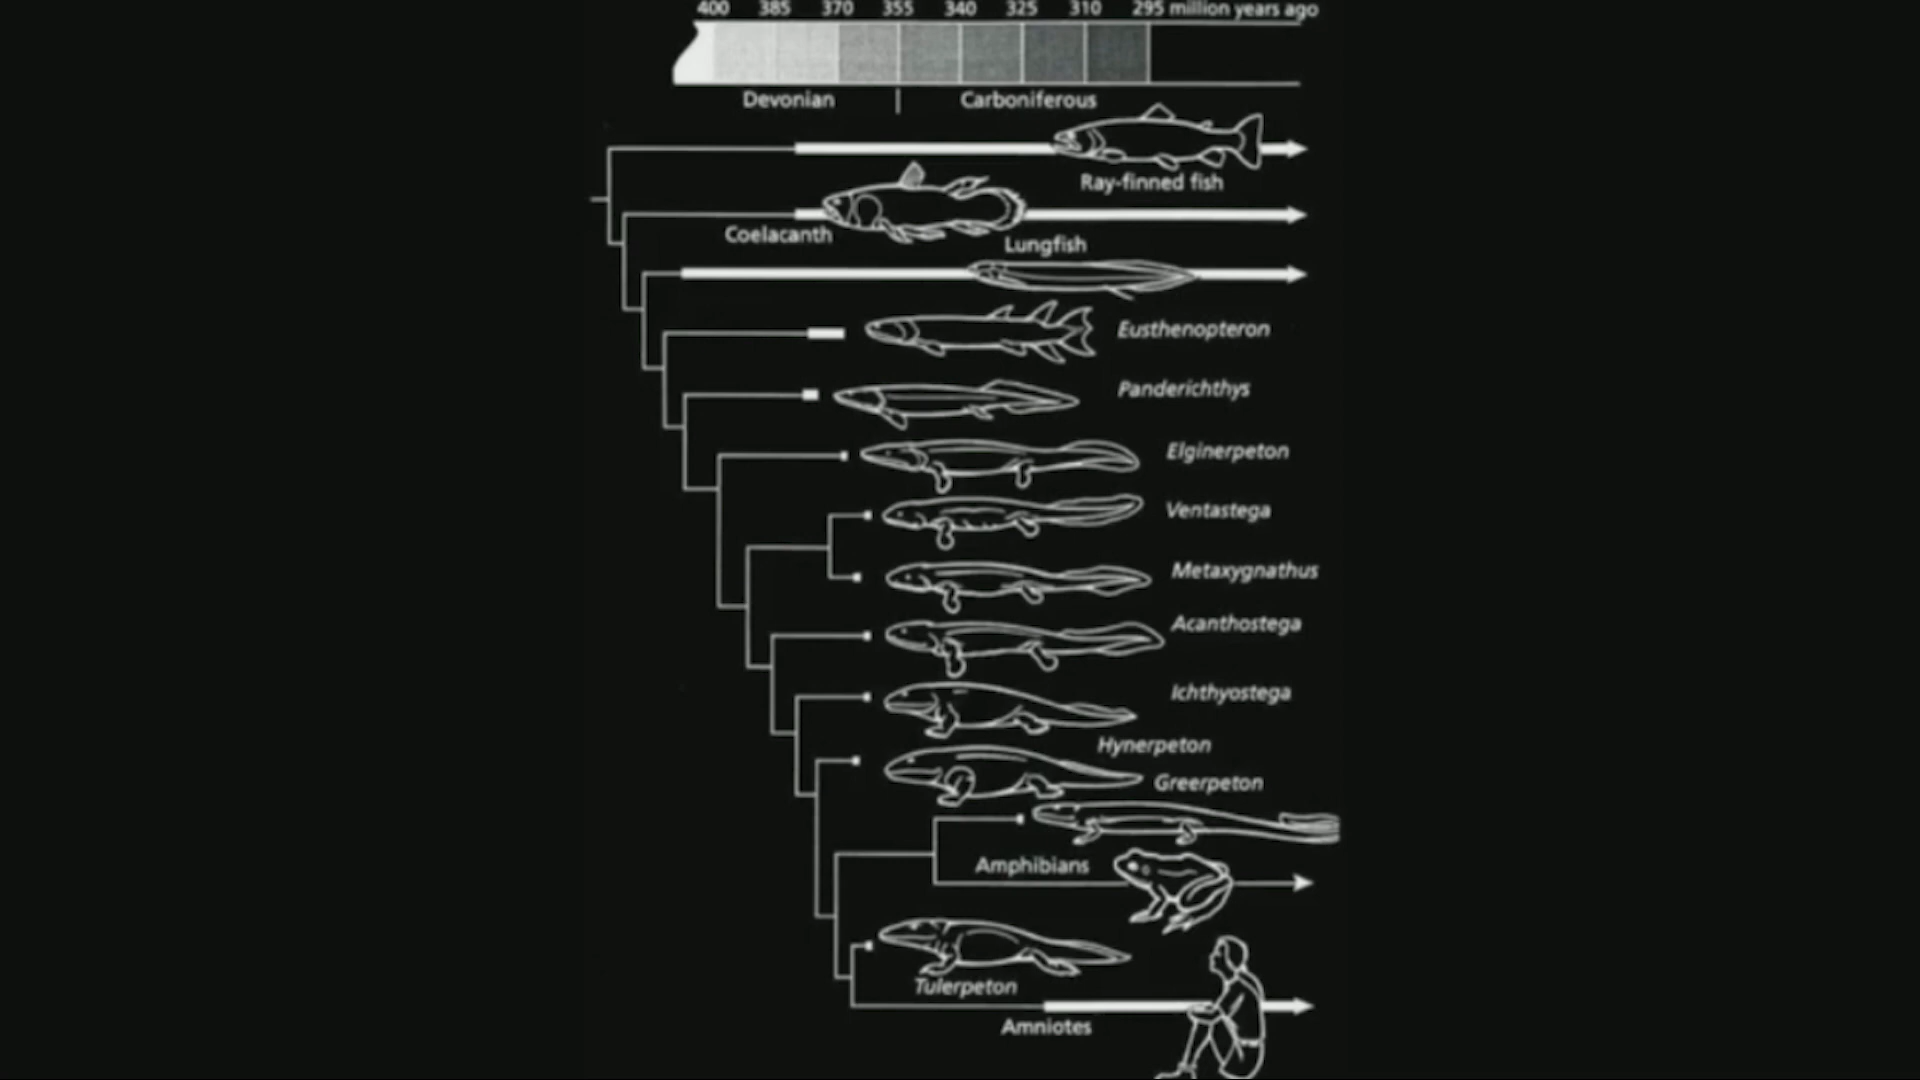 400 385 370 355 340 325 310 295 million years ago
Devonian | Carboniferous
Ray-finned fish
Coelacanth
Lungfish
Eusthenopteron
Panderichthys
Elginerpeton
Ventastega
Metaxygnathus
Acanthostega
Ichthyostega
Hynerpeton
Greerpeton
Amphibians
Tulerpeton
Amniotes